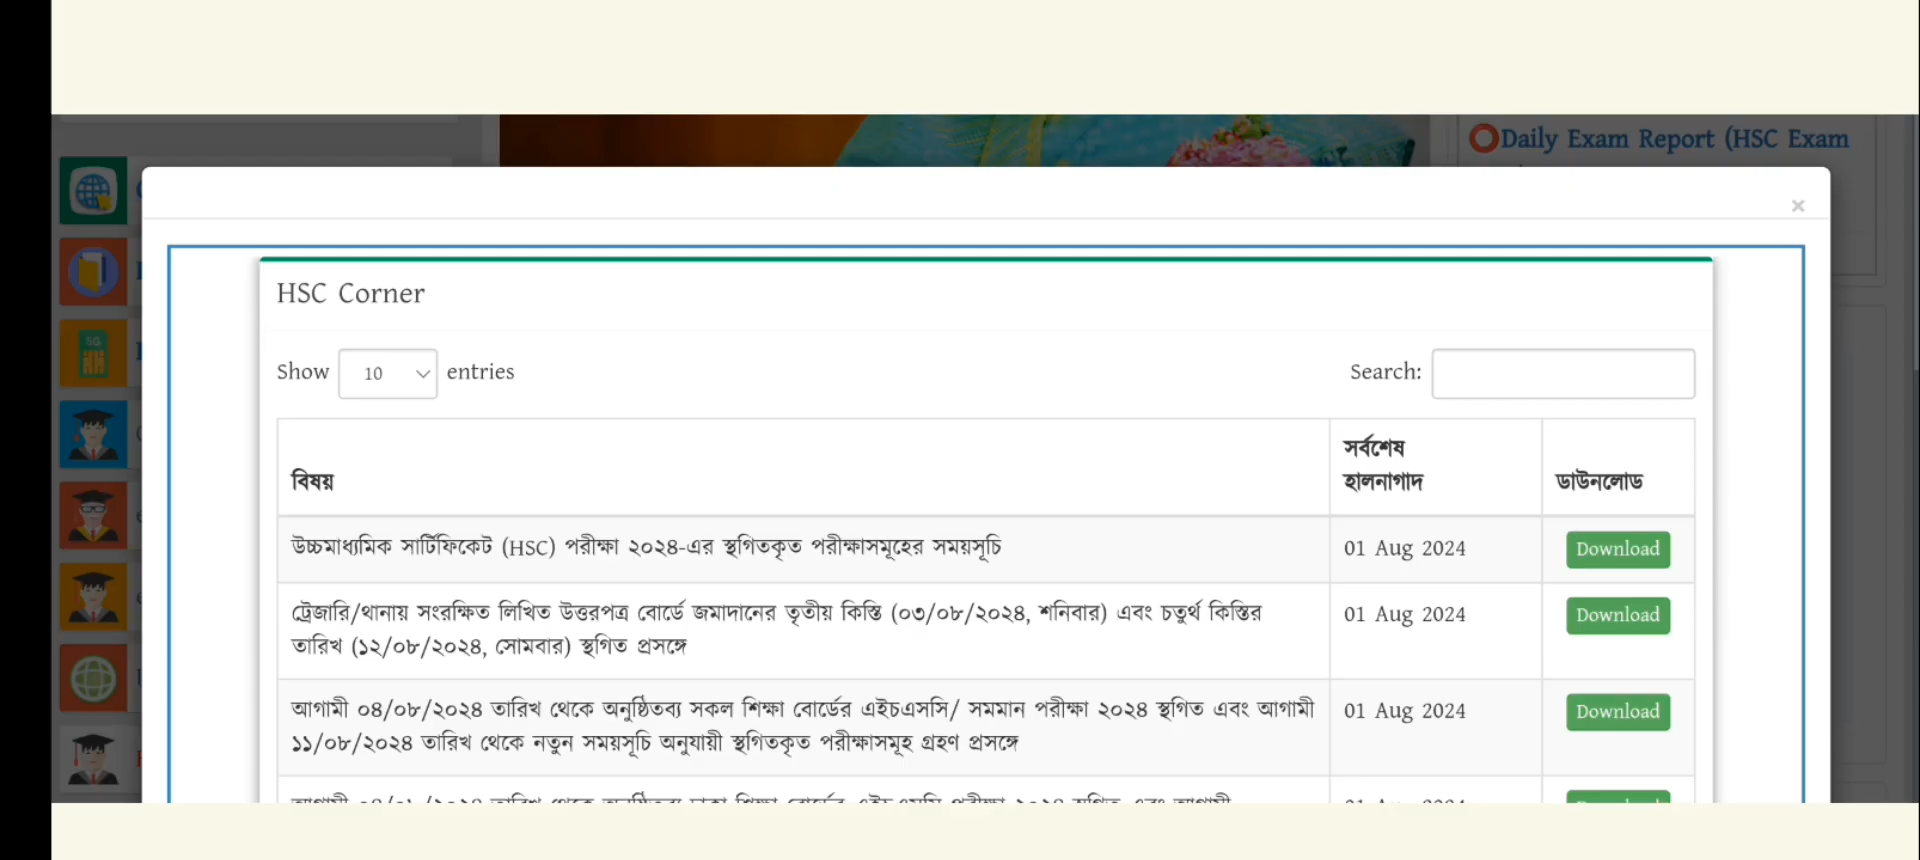 Daily Exam Report (HSC Exam
×
HSC Corner
Show 10 entries
Search:
বিষয়
সর্বশেষ
হালনাগাদ
ডাউনলোড
উচ্চমাধ্যমিক সার্টিফিকেট (HSC) পরীক্ষা ২০২৪-এর স্থগিতকৃত পরীক্ষাসমূহের সময়সূচি
01 Aug 2024
Download
ট্রেজারি/থানায় সংরক্ষিত লিখিত উত্তরপত্র বোর্ডে জমাদানের তৃতীয় কিস্তি (০৩/০৮/২০২৪, শনিবার) এবং চতুর্থ কিস্তির
তারিখ (১২/০৮/২০২৪, সোমবার) স্থগিত প্রসঙ্গে
01 Aug 2024
Download
আগামী ০৪/০৮/২০২৪ তারিখ থেকে অনুষ্ঠিতব্য সকল শিক্ষা বোর্ডের এইচএসসি/ সমমান পরীক্ষা ২০২৪ স্থগিত এবং আগামী
১১/০৮/২০২৪ তারিখ থেকে নতুন সময়সূচি অনুযায়ী স্থগিতকৃত পরীক্ষাসমূহ গ্রহণ প্রসঙ্গে
01 Aug 2024
Download
5G